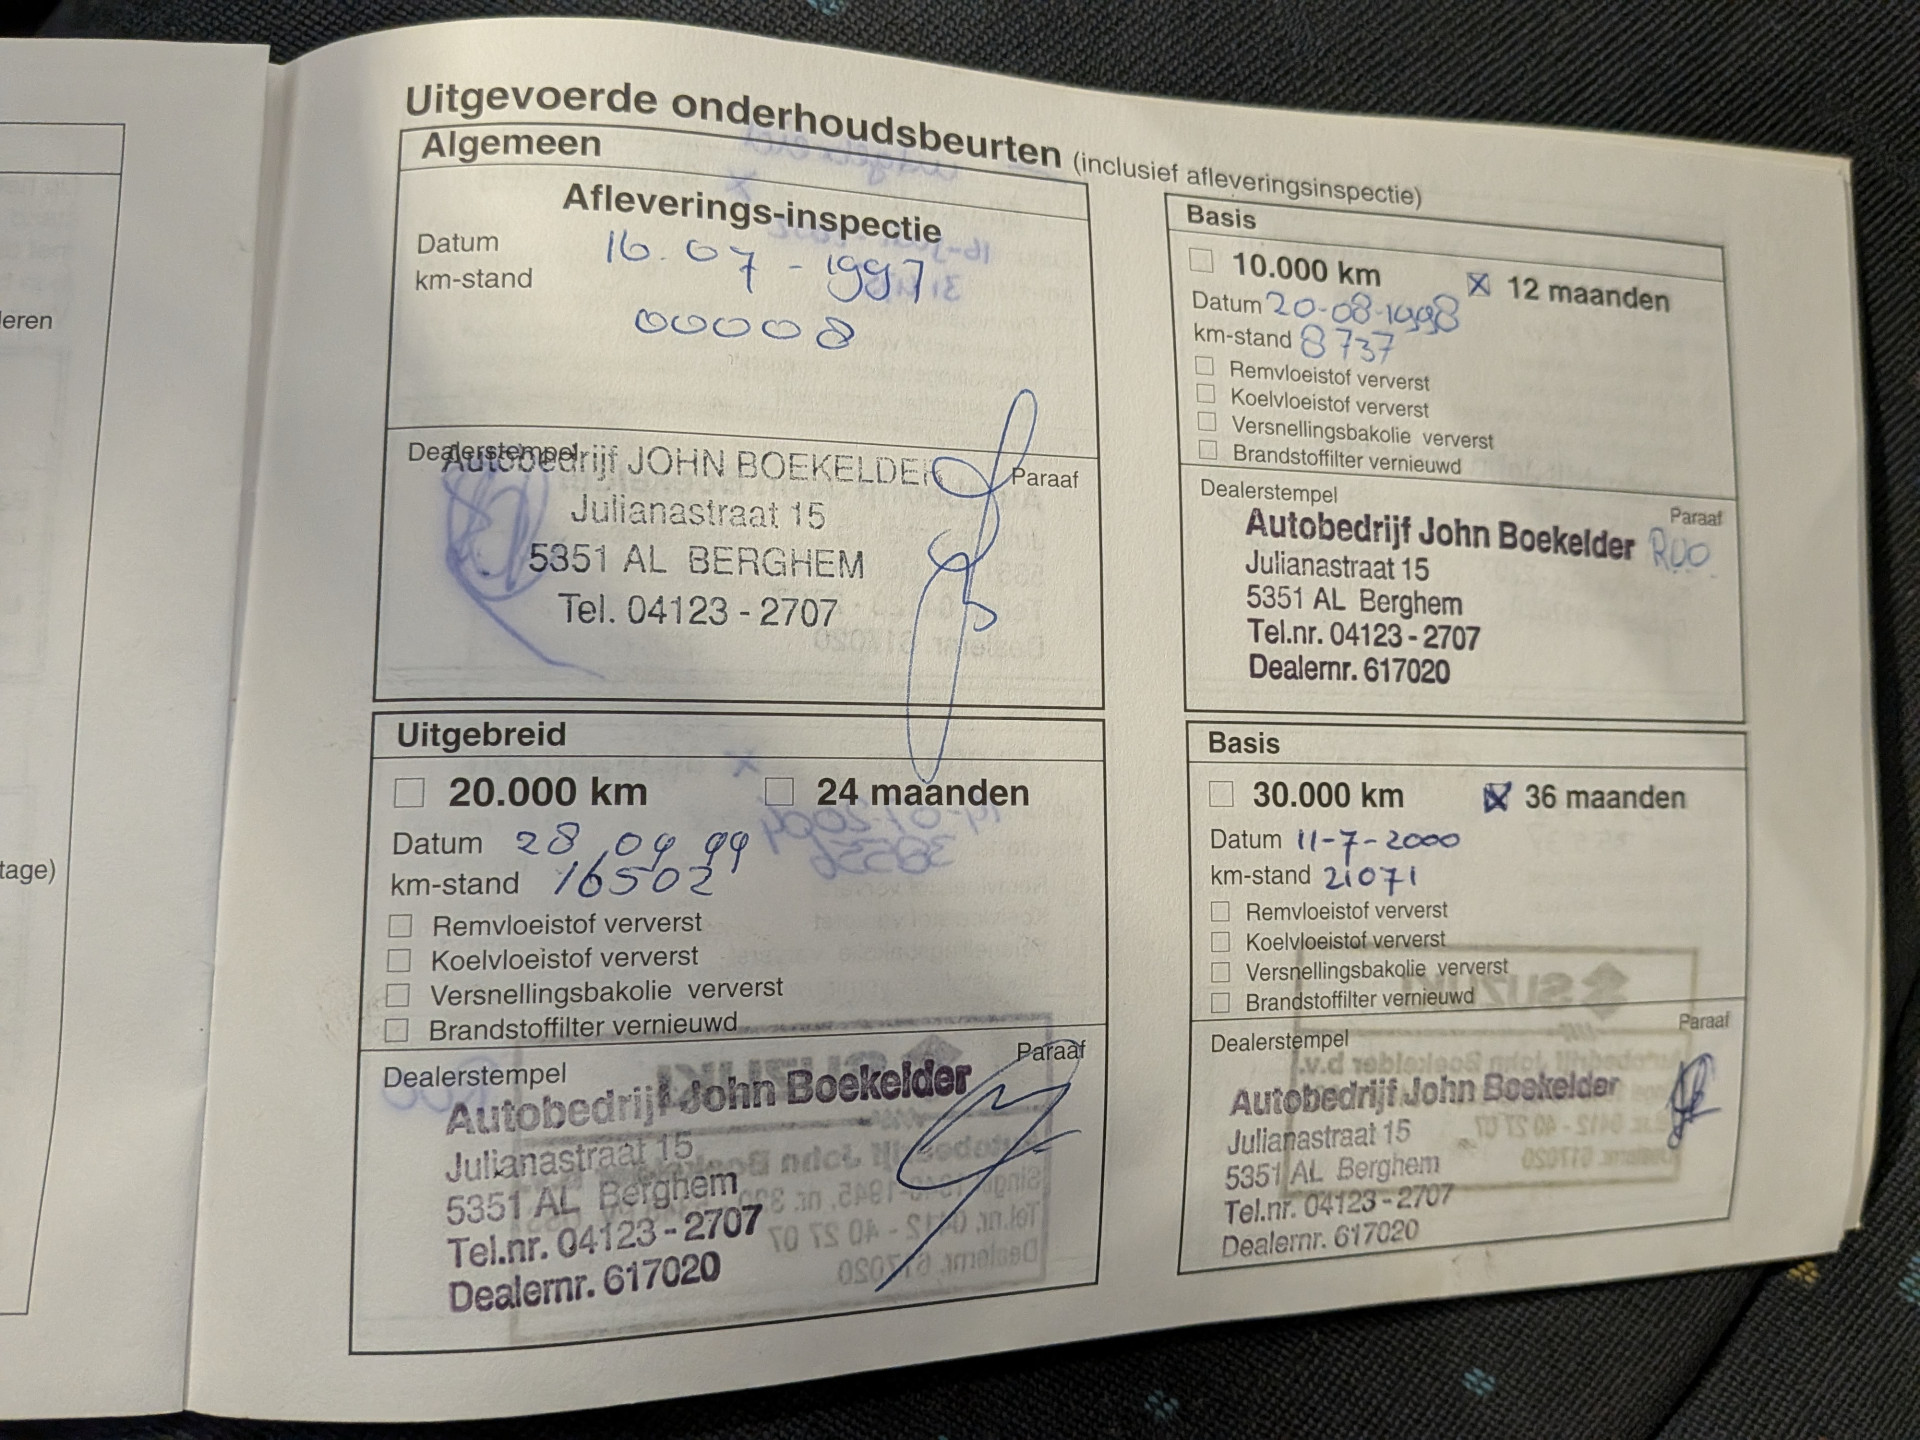 Uitgevoerde onderhoudsbeurten (inclusief afleveringsinspectie)
Algemeen
Afleverings-inspectie
Datum 16.07-1997
km-stand
00008
Dealerstempel
Autobedrijf JOHN BOEKELDER
Paraaf
Julianastraat 15
5351 AL BERGHEM
Tel. 04123-2707
Basis
10.000 km 12 maanden
Datum 20-08-1998
km-stand 8737
Remvloeistof ververst
Koelvloeistof ververst
Versnellingsbakolie ververst
Brandstoffilter vernieuwd
Dealerstempel
Paraaf
Autobedrijf John Boekelder
Julianastraat 15
5351 AL Berghem
Tel.nr. 04123-2707
Dealernr. 617020
Uitgebreid
20.000 km 24 maanden
Datum 28 09 99
km-stand 16502
Remvloeistof ververst
Koelvloeistof ververst
Versnellingsbakolie ververst
Brandstoffilter vernieuwd
Dealerstempel
Paraaf
Autobedrijf John Boekelder
Julianastraat 15
5351 AL Berghem
Tel.nr. 04123-2707
Dealernr. 617020
Basis
30.000 km 36 maanden
Datum 11-7-2000
km-stand 21071
Remvloeistof ververst
Koelvloeistof ververst
Versnellingsbakolie ververst
Brandstoffilter vernieuwd
Dealerstempel
Paraaf
Autobedrijf John Boekelder
Julianastraat 15
5351 AL Berghem
Tel.nr. 04123-2707
Dealernr. 617020
leren
tage)